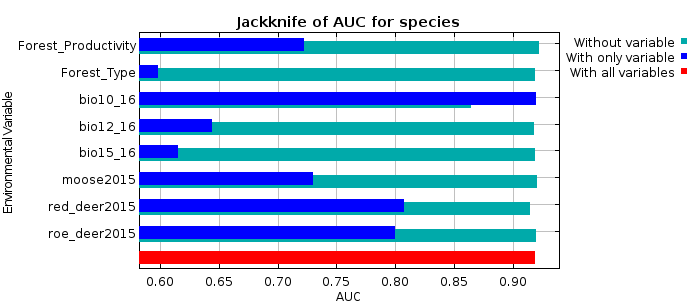 Jackknife of AUC for species
Environmental Variable
Forest_Productivity
Forest_Type
bio10_16
bio12_16
bio15_16
moose2015
red_deer2015
roe_deer2015
0.60 0.65 0.70 0.75 0.80 0.85 0.90
AUC
Without variable
With only variable
With all variables